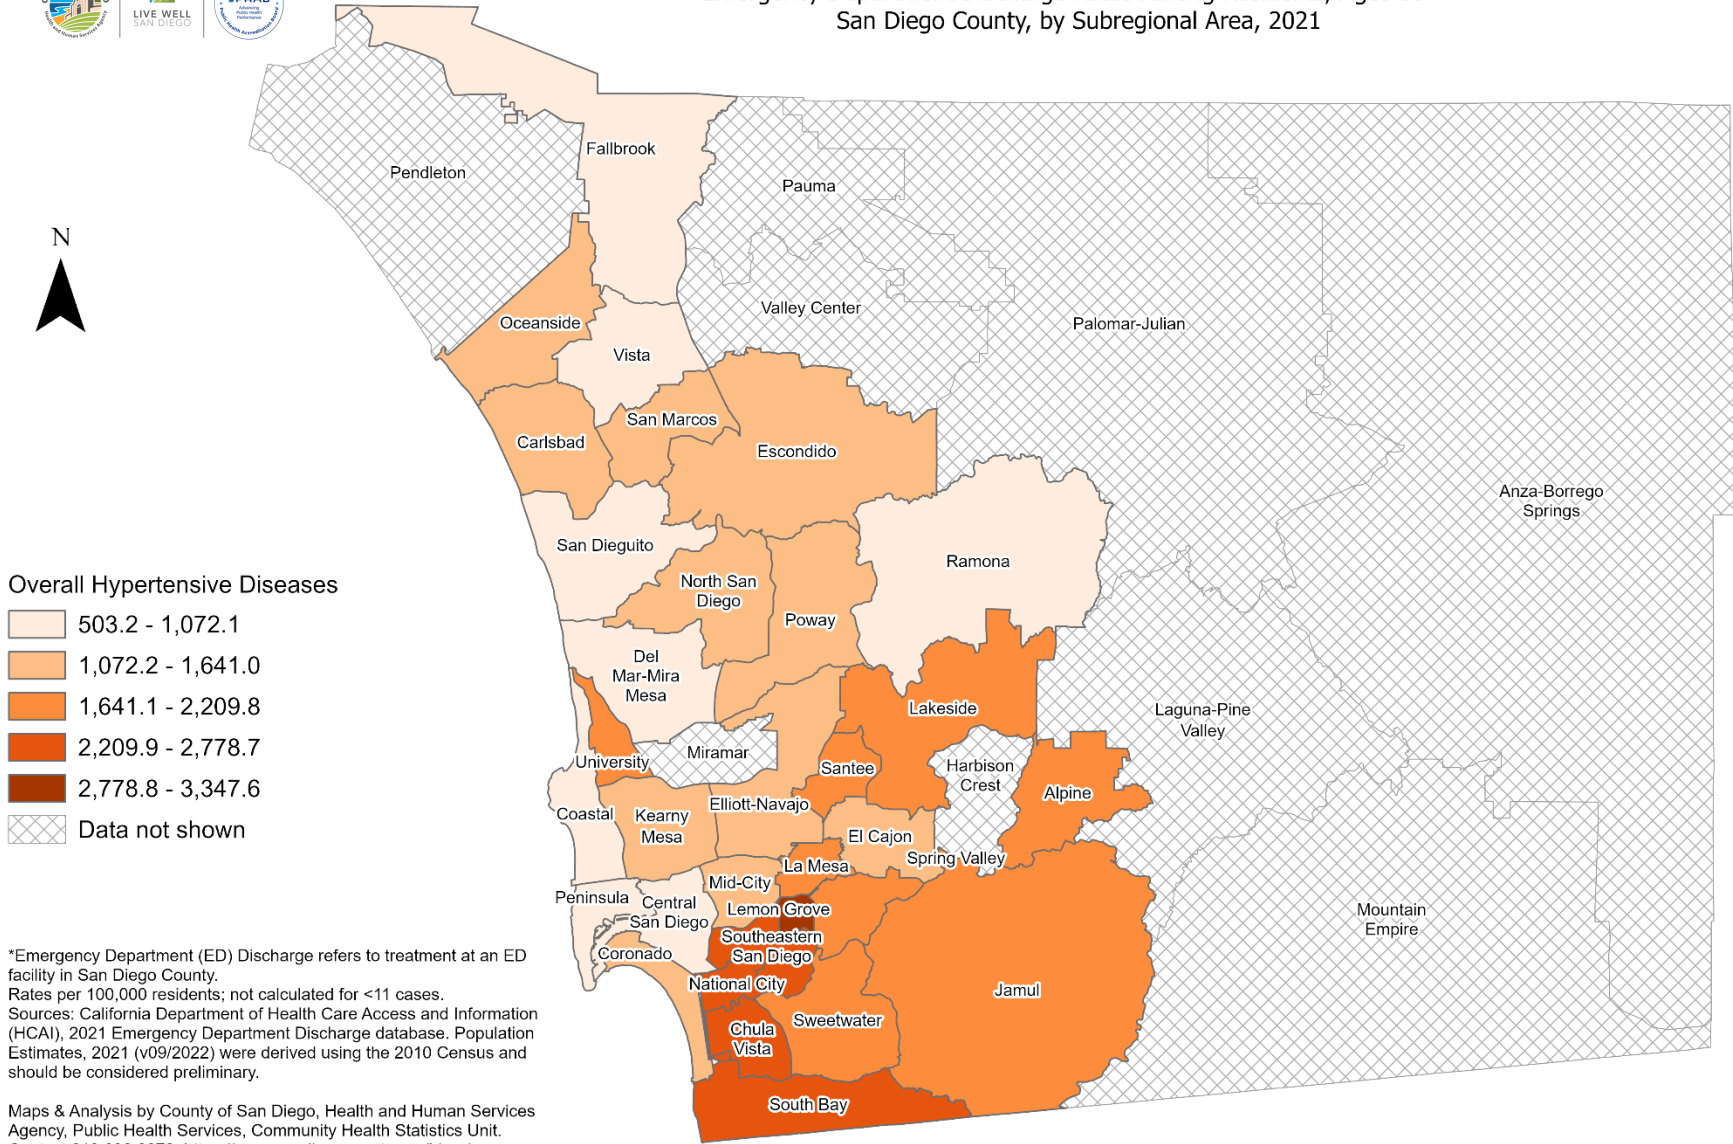 LIVE WELL
SAN DIEGO
Advancing
Public Health
Performance
San Diego County, by Subregional Area, 2021
Fallbrook
Pendleton
Pauma
N
Oceanside
Valley Center
Palomar-Julian
Vista
San Marcos
Carlsbad
Escondido
Anza-Borrego
Springs
San Dieguito
Ramona
North San
Diego
Poway
Del
Mar-Mira
Mesa
Lakeside
Laguna-Pine
Valley
University
Miramar
Santee
Harbison
Crest
Alpine
Coastal
Kearny
Mesa
Elliott-Navajo
El Cajon
Spring Valley
La Mesa
Mid-City
Peninsula
Central
San Diego
Lemon Grove
Mountain
Empire
Southeastern
San Diego
Coronado
National City
Jamul
Sweetwater
Chula
Vista
South Bay
Overall Hypertensive Diseases
503.2 - 1,072.1
1,072.2 - 1,641.0
1,641.1 - 2,209.8
2,209.9 - 2,778.7
2,778.8 - 3,347.6
Data not shown
*Emergency Department (ED) Discharge refers to treatment at an ED
facility in San Diego County.
Rates per 100,000 residents; not calculated for <11 cases.
Sources: California Department of Health Care Access and Information
(HCAI), 2021 Emergency Department Discharge database. Population
Estimates, 2021 (v09/2022) were derived using the 2010 Census and
should be considered preliminary.
Maps & Analysis by County of San Diego, Health and Human Services
Agency, Public Health Services, Community Health Statistics Unit.